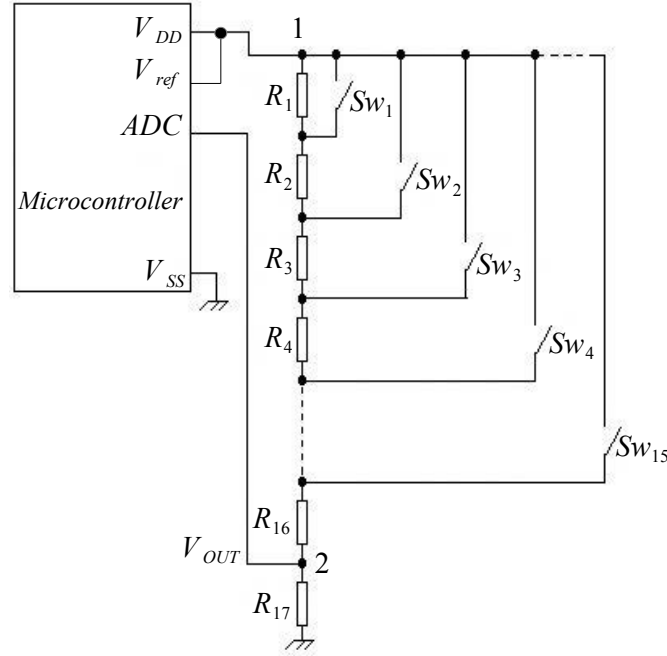 V_DD
V_ref
ADC
Microcontroller
V_SS
1
R_1
Sw_1
R_2
Sw_2
R_3
Sw_3
R_4
Sw_4
Sw_15
R_16
V_OUT
2
R_17